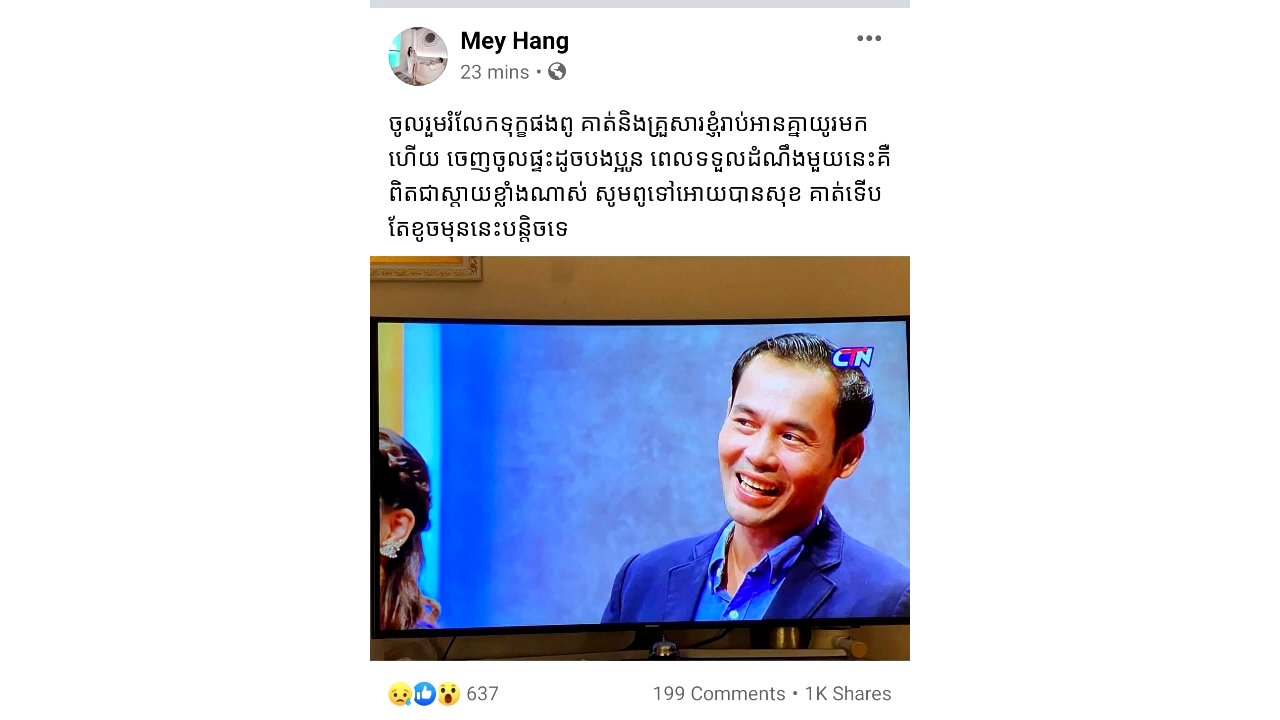 Mey Hang
23 mins •
ចូលរួមរំលែកទុក្ខផងពូ គាត់និងគ្រួសារខ្ញុំរាប់អានគ្នាយូរមក
ហើយ ចេញចូលផ្ទះដូចបងប្អូន ពេលទទួលដំណឹងមួយនេះគឺ
ពិតជាស្តាយខ្លាំងណាស់ សូមពូទៅអោយបានសុខ គាត់ទើប
តែខូចមុននេះបន្តិចទេ
CTN
637
199 Comments • 1K Shares